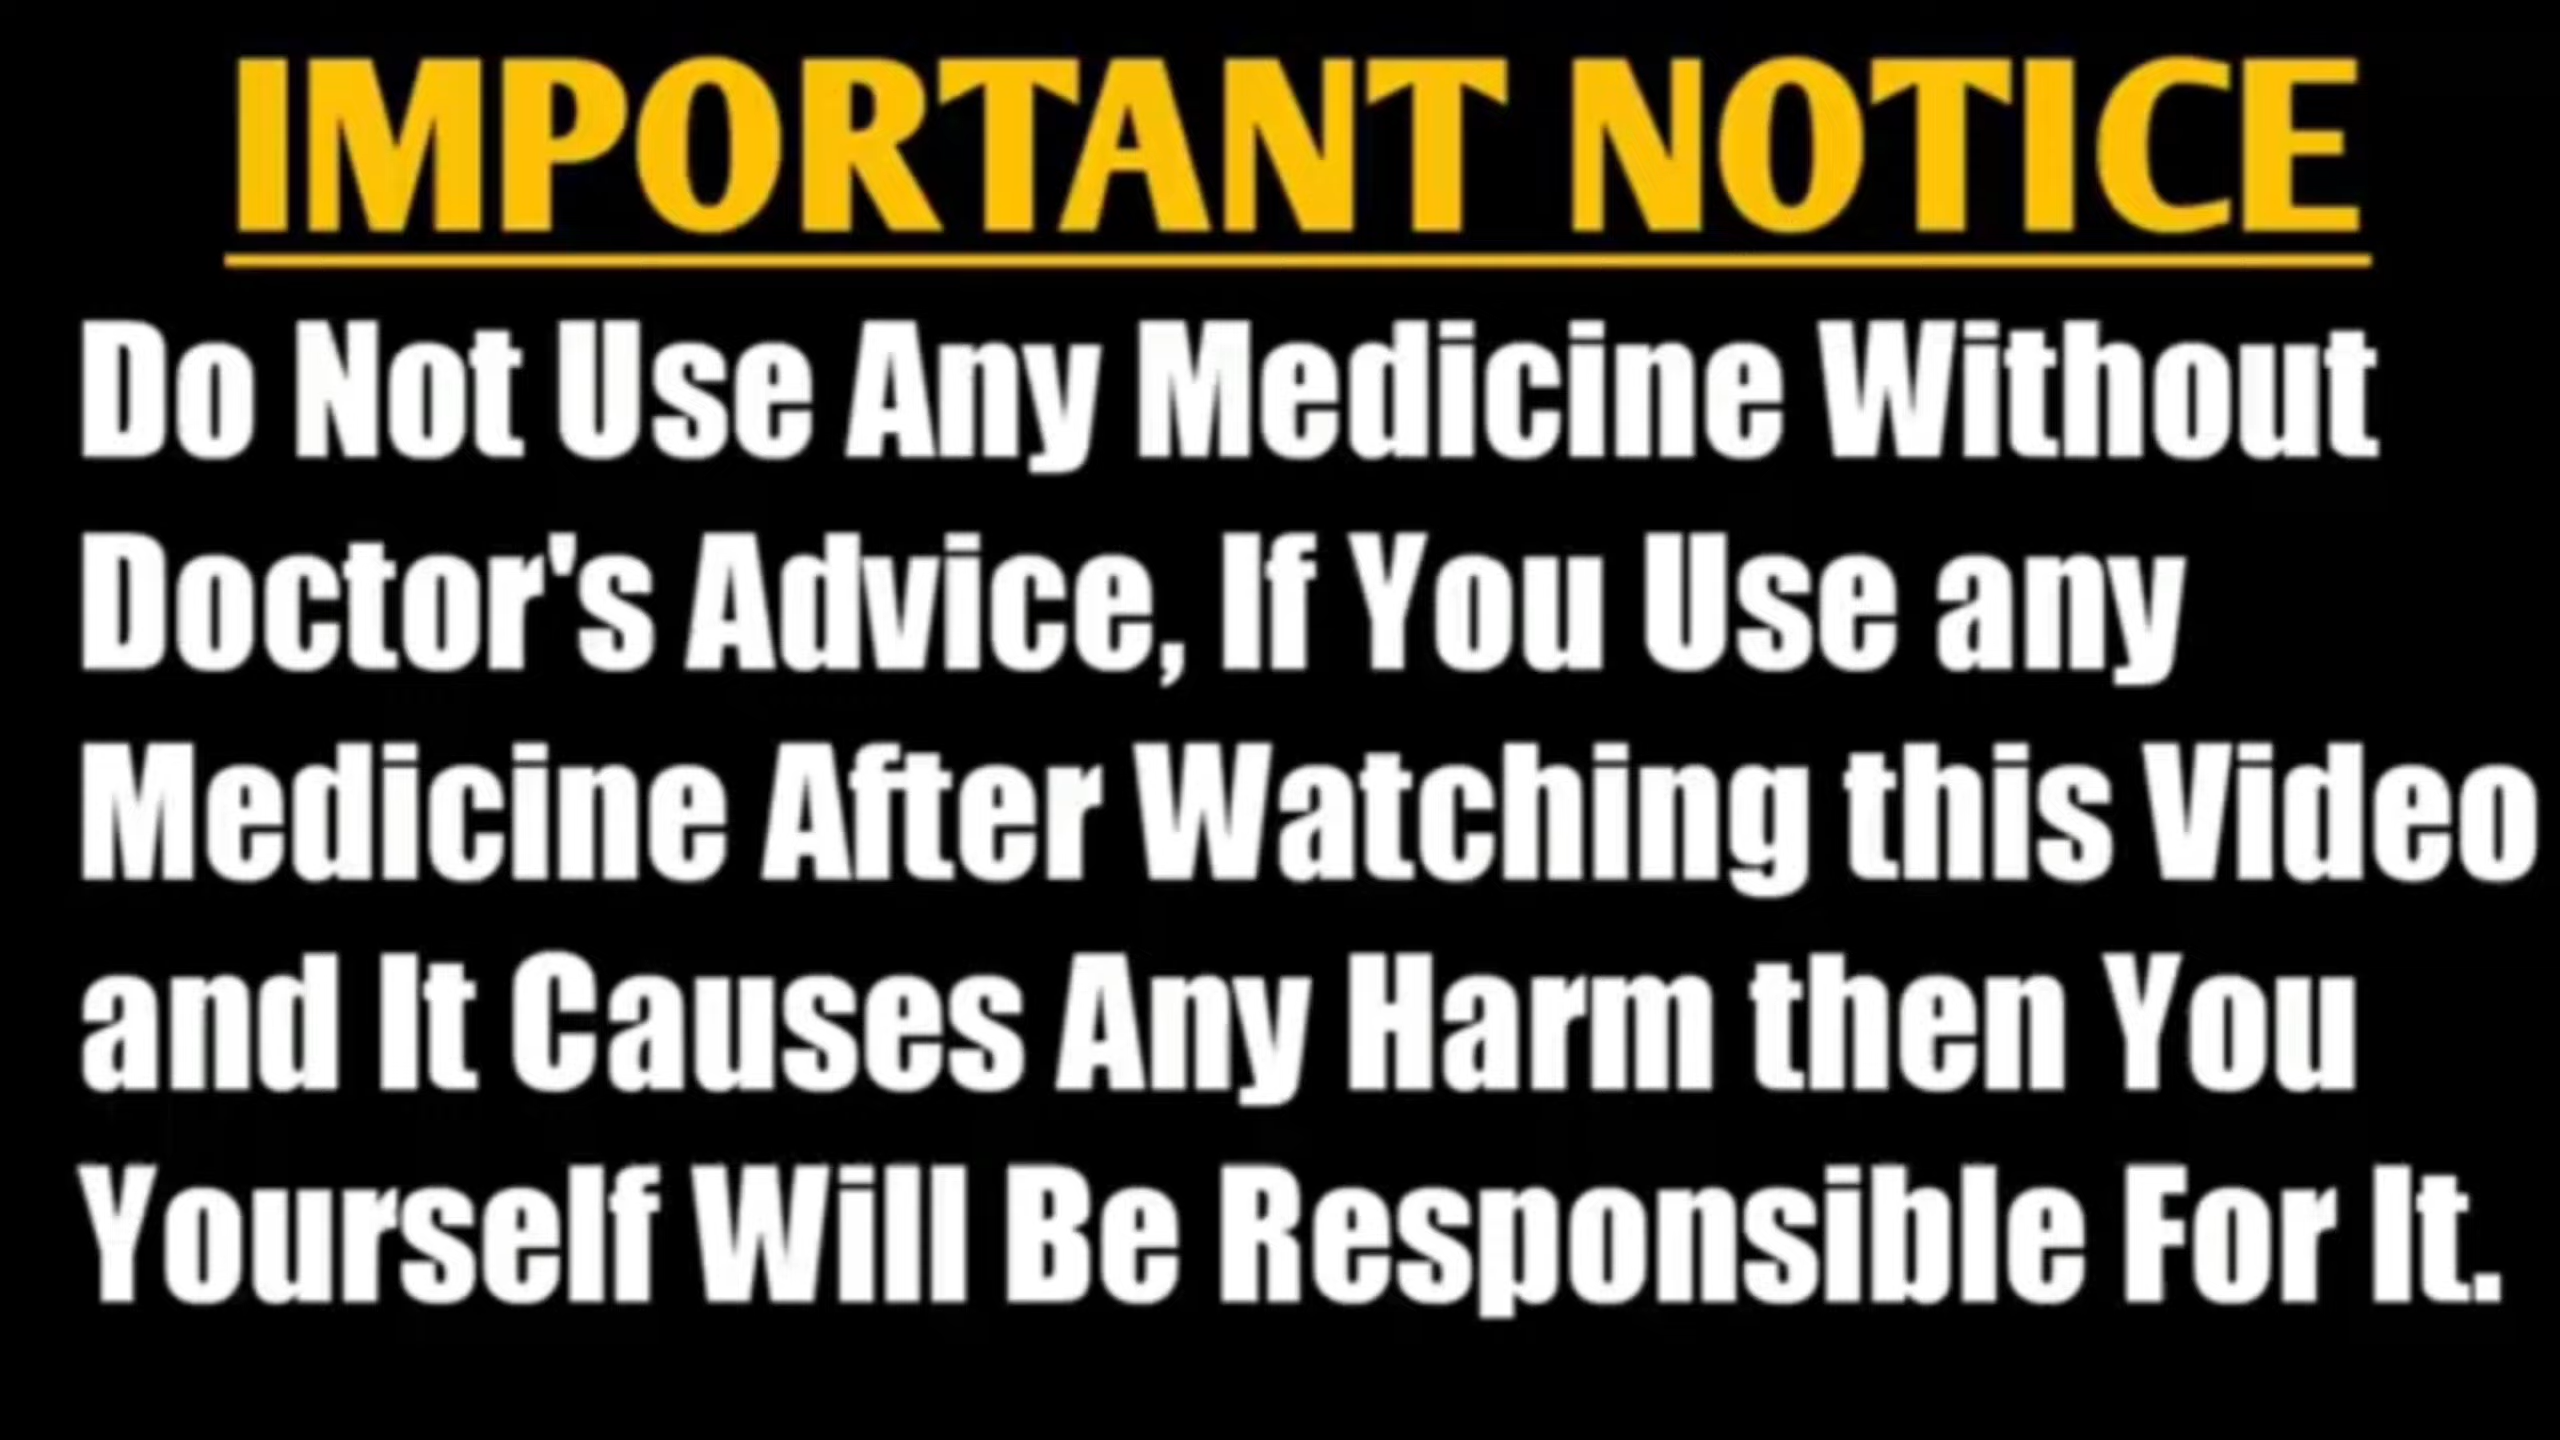 IMPORTANT NOTICE
Do Not Use Any Medicine Without
Doctor's Advice, If You Use any
Medicine After Watching this Video
and It Causes Any Harm then You
Yourself Will Be Responsible For It.